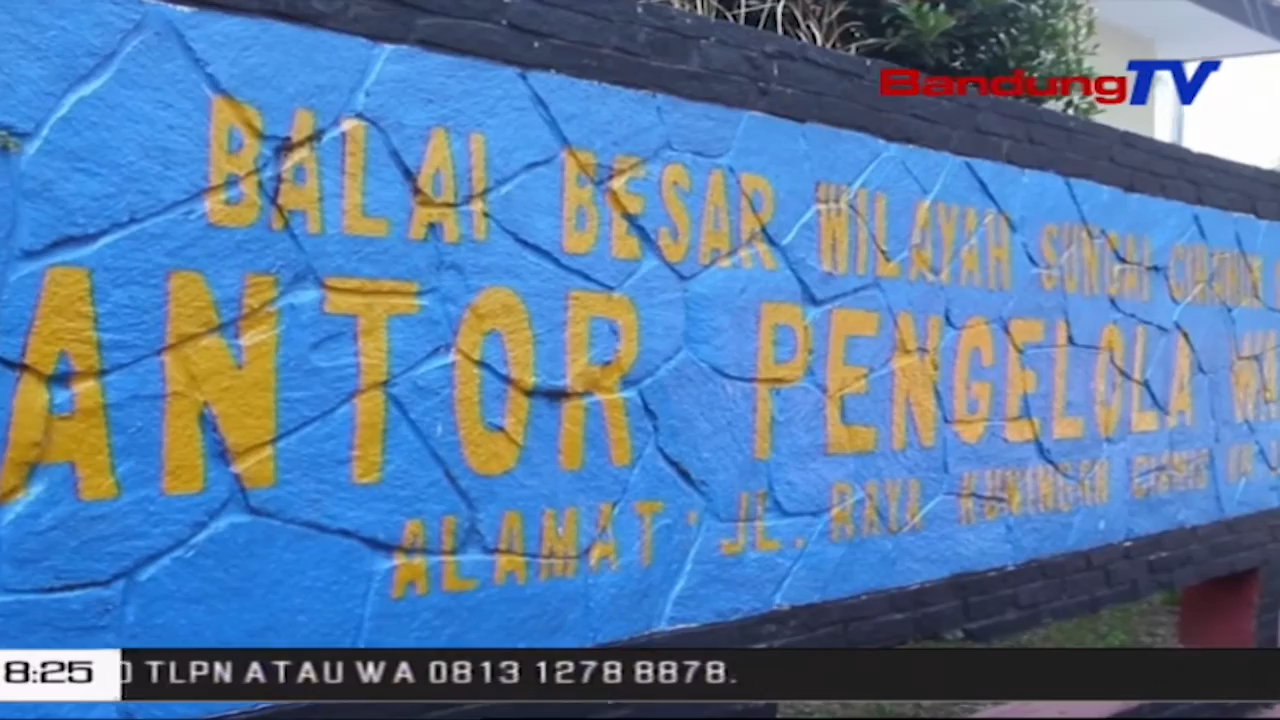 BandungTV
BALAI BESAR WILAYAH SUNGAI
ANTOR PENGELOLA
ALAMAT : JL. RAYA KUNINGAN
8:25 TLPN ATAU WA 0813 1278 8878.